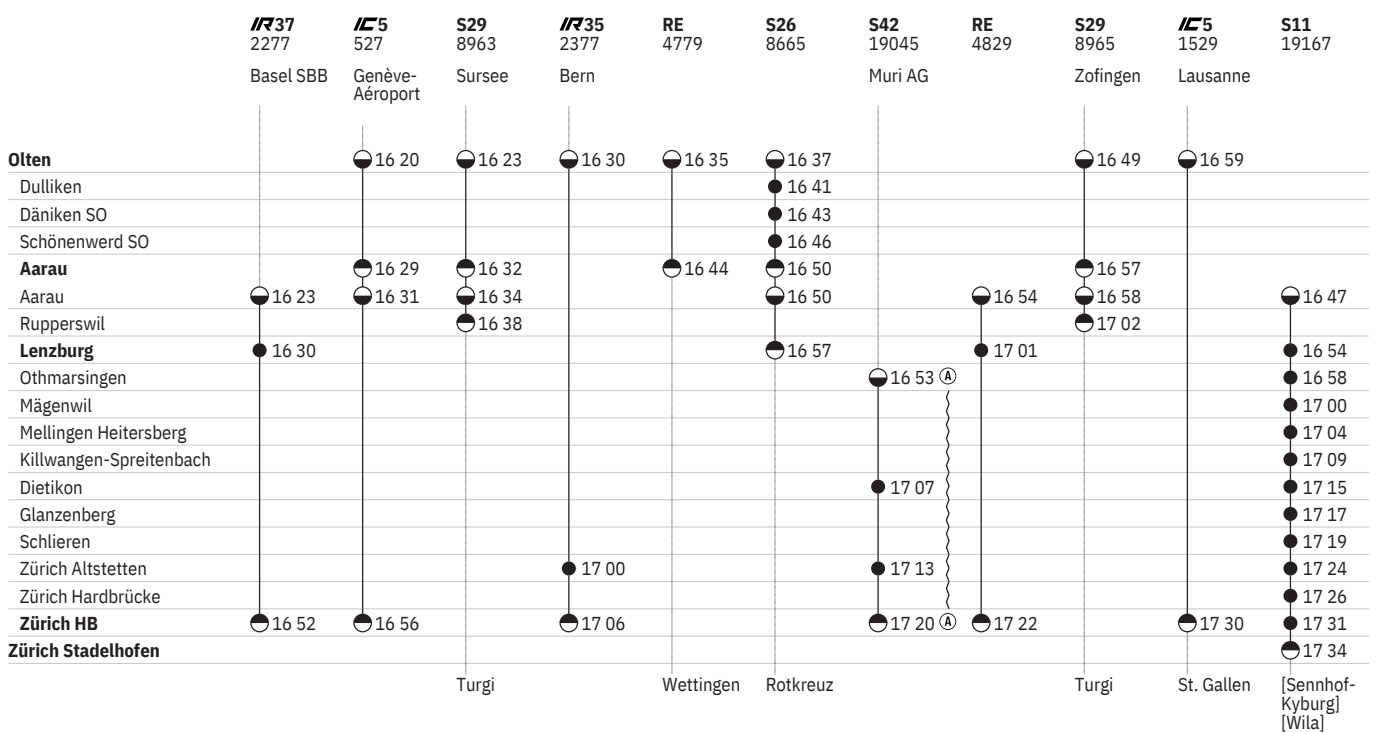 IR37 IC5 S29 IR35 RE S26 S42 RE S29 IC5 S11
2277 527 8963 2377 4779 8665 19045 4829 8965 1529 19167
Basel SBB Genève- Sursee Bern Muri AG Zofingen Lausanne
Aéroport
Olten 16 20 16 23 16 30 16 35 16 37 16 49 16 59
Dulliken 16 41
Däniken SO 16 43
Schönenwerd SO 16 46
Aarau 16 29 16 32 16 44 16 50 16 57
Aarau 16 23 16 31 16 34 16 50 16 54 16 58 16 47
Rupperswil 16 38 17 02
Lenzburg 16 30 16 57 17 01 16 54
Othmarsingen 16 53 A 16 58
Mägenwil 17 00
Mellingen Heitersberg 17 04
Killwangen-Spreitenbach 17 09
Dietikon 17 07 17 15
Glanzenberg 17 17
Schlieren 17 19
Zürich Altstetten 17 00 17 13 17 24
Zürich Hardbrücke 17 26
Zürich HB 16 52 16 56 17 06 17 20 A 17 22 17 30 17 31
Zürich Stadelhofen 17 34
Turgi Wettingen Rotkreuz Turgi St. Gallen [Sennhof-
Kyburg]
[Wila]